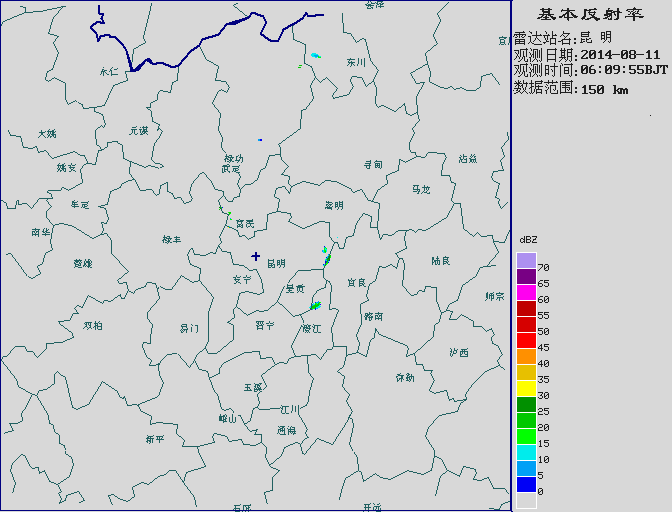 基本反射率
雷达站名:昆 明
观测日期:2014-08-11
观测时间:06:09:55BJT
数据范围:150 km
会泽
永仁
东川
大姚
元谋
禄功
武定
寻甸
沾益
姚安
马龙
牟定
嵩明
南华
禄丰
富民
楚雄
昆明
陆良
安宁
呈贡
宜良
师宗
双柏
易门
晋宁
澄江
路南
泸西
弥勒
玉溪
江川
峨山
通海
新平
石屏
开远
dBZ
70
65
60
55
50
45
40
35
30
25
20
15
10
5
0